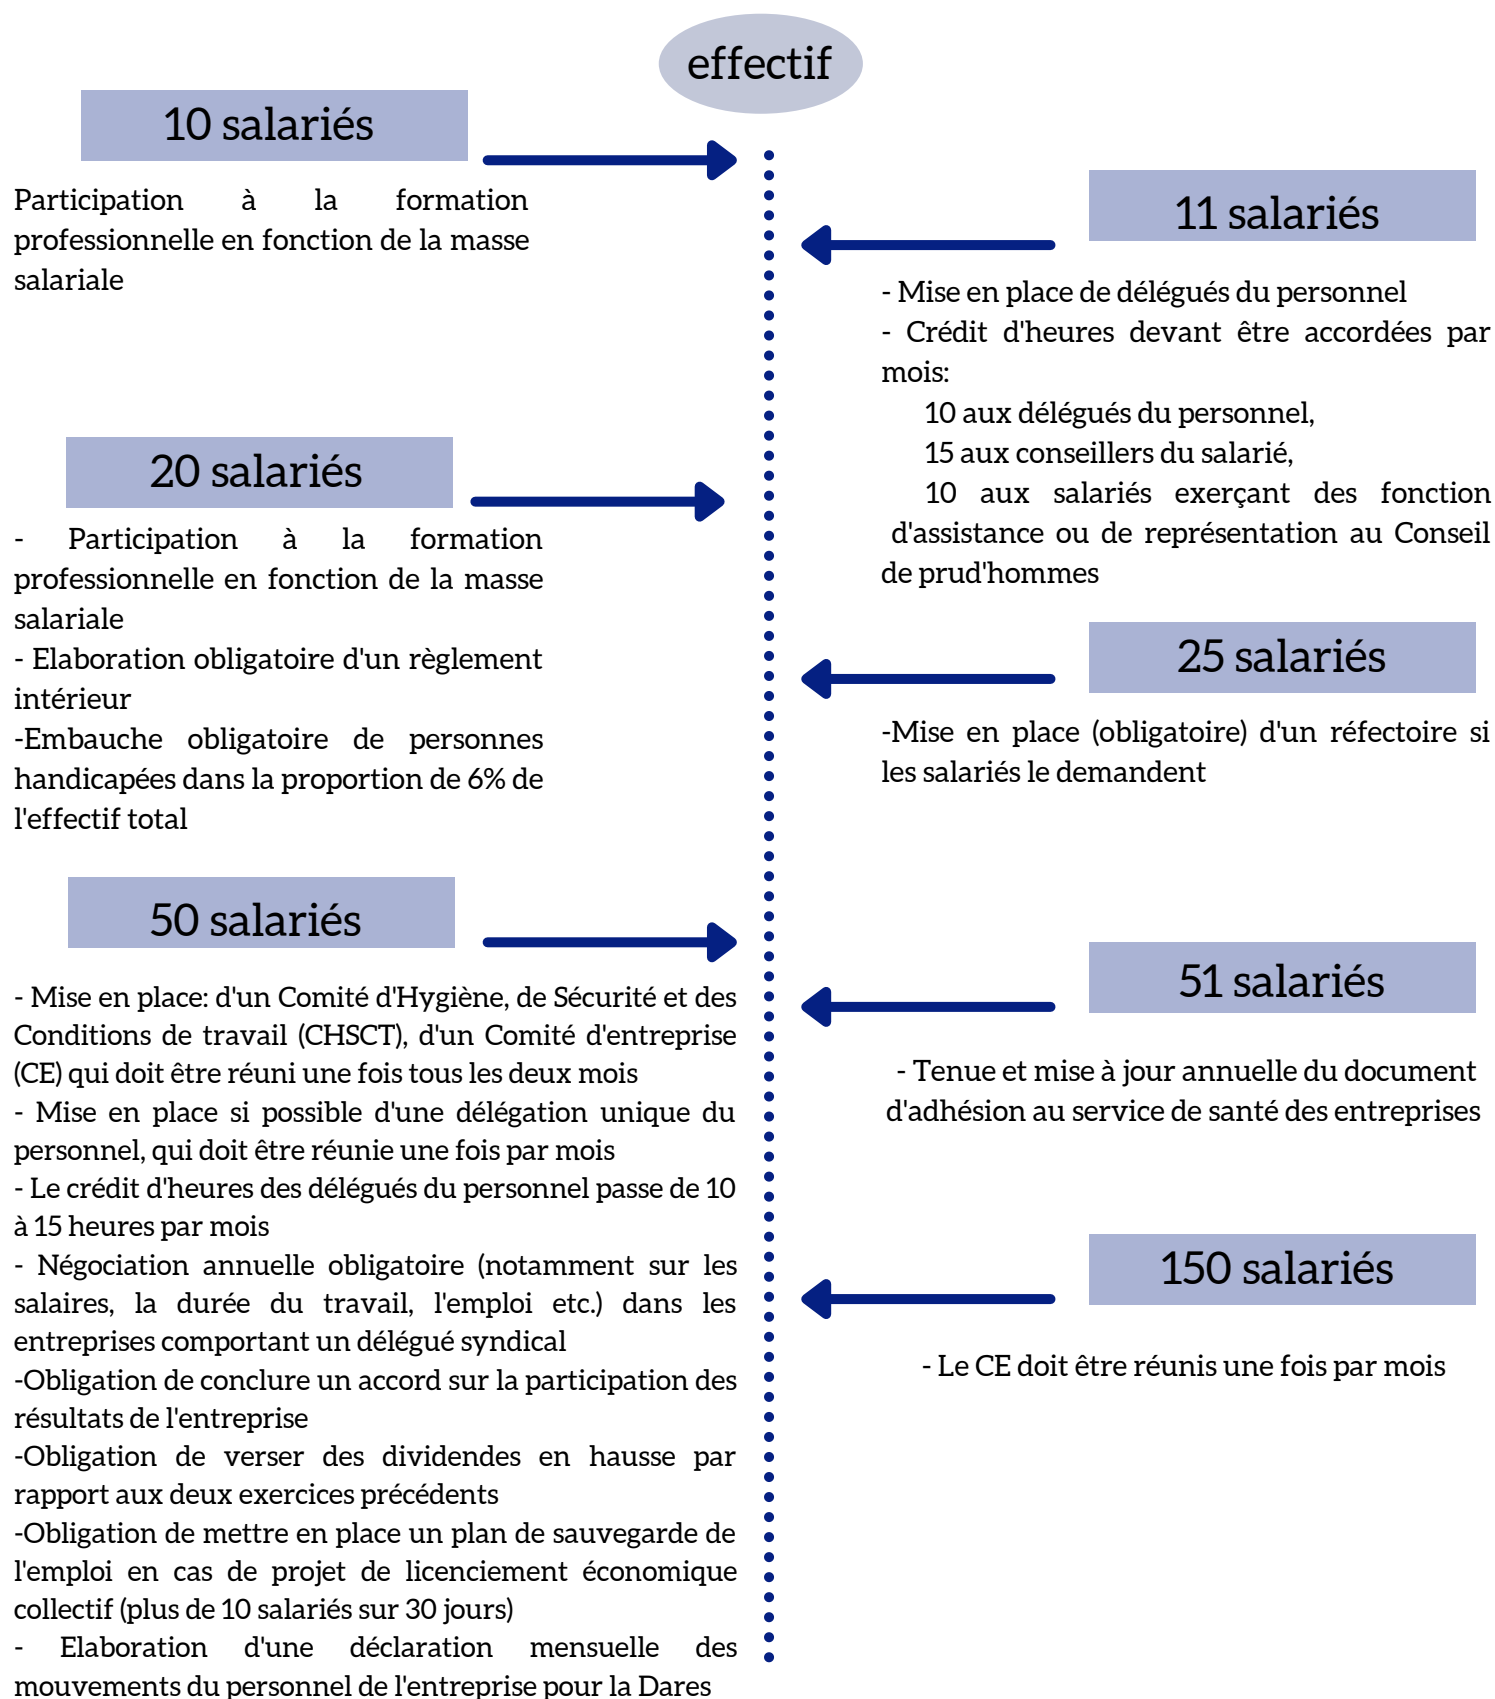 effectif
10 salariés
Participation à la formation
professionnelle en fonction de la masse
salariale
11 salariés
- Mise en place de délégués du personnel
- Crédit d'heures devant être accordées par
mois:
10 aux délégués du personnel,
15 aux conseillers du salarié,
10 aux salariés exerçant des fonction
d'assistance ou de représentation au Conseil
de prud'hommes
20 salariés
- Participation à la formation
professionnelle en fonction de la masse
salariale
- Elaboration obligatoire d'un règlement
intérieur
-Embauche obligatoire de personnes
handicapées dans la proportion de 6% de
l'effectif total
25 salariés
-Mise en place (obligatoire) d'un réfectoire si
les salariés le demandent
50 salariés
- Mise en place: d'un Comité d'Hygiène, de Sécurité et des
Conditions de travail (CHSCT), d'un Comité d'entreprise
(CE) qui doit être réuni une fois tous les deux mois
- Mise en place si possible d'une délégation unique du
personnel, qui doit être réunie une fois par mois
- Le crédit d'heures des délégués du personnel passe de 10
à 15 heures par mois
- Négociation annuelle obligatoire (notamment sur les
salaires, la durée du travail, l'emploi etc.) dans les
entreprises comportant un délégué syndical
-Obligation de conclure un accord sur la participation des
résultats de l'entreprise
-Obligation de verser des dividendes en hausse par
rapport aux deux exercices précédents
-Obligation de mettre en place un plan de sauvegarde de
l'emploi en cas de projet de licenciement économique
collectif (plus de 10 salariés sur 30 jours)
- Elaboration d'une déclaration mensuelle des
mouvements du personnel de l'entreprise pour la Dares
51 salariés
- Tenue et mise à jour annuelle du document
d'adhésion au service de santé des entreprises
150 salariés
- Le CE doit être réunis une fois par mois